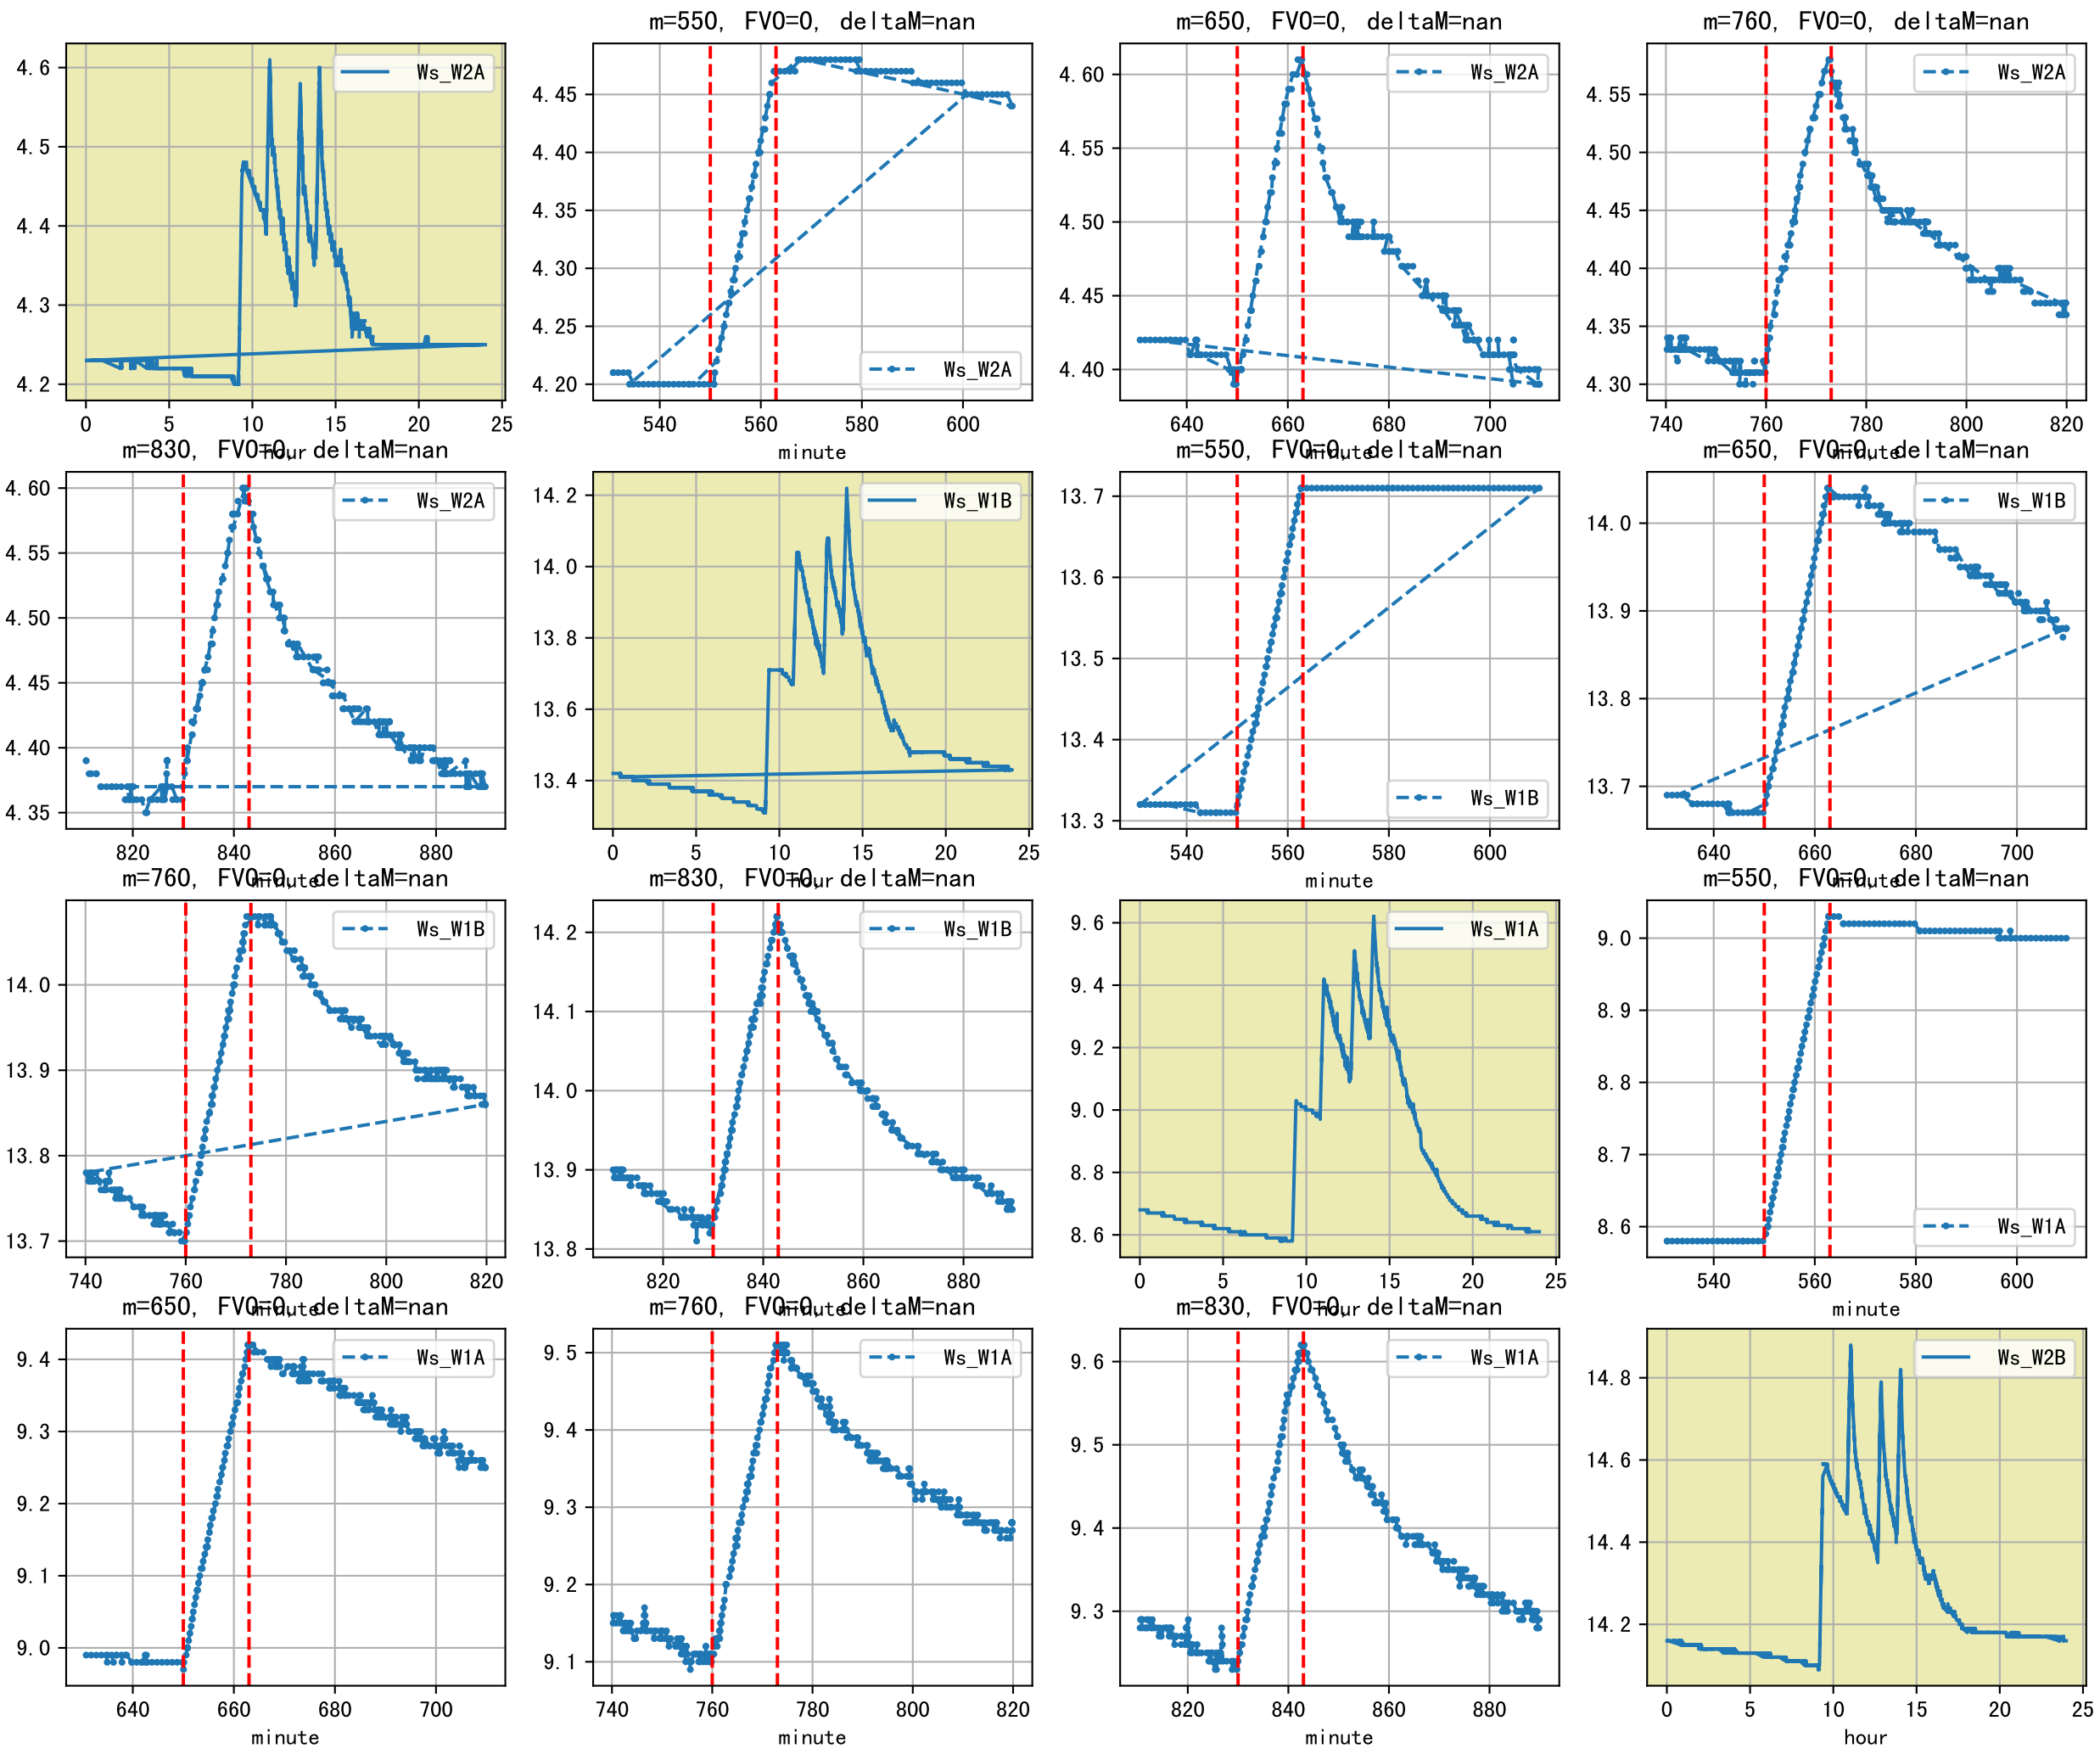 4.6
4.5
4.4
4.3
4.2
0 5 10 15 20 25
hour
Ws_W2A
m=550, FVO=0, deltaM=nan
4.45
4.40
4.35
4.30
4.25
4.20
540 560 580 600
minute
Ws_W2A
m=650, FVO=0, deltaM=nan
4.60
4.55
4.50
4.45
4.40
640 660 680 700
minute
Ws_W2A
m=760, FVO=0, deltaM=nan
4.55
4.50
4.45
4.40
4.35
4.30
740 760 780 800 820
minute
Ws_W2A
m=830, FVO=0, deltaM=nan
4.60
4.55
4.50
4.45
4.40
4.35
820 840 860 880
minute
Ws_W2A
14.2
14.0
13.8
13.6
13.4
0 5 10 15 20 25
hour
Ws_W1B
m=550, FVO=0, deltaM=nan
13.7
13.6
13.5
13.4
13.3
540 560 580 600
minute
Ws_W1B
m=650, FVO=0, deltaM=nan
14.0
13.9
13.8
13.7
640 660 680 700
minute
Ws_W1B
m=760, FVO=0, deltaM=nan
14.0
13.9
13.8
13.7
740 760 780 800 820
minute
Ws_W1B
m=830, FVO=0, deltaM=nan
14.2
14.1
14.0
13.9
13.8
820 840 860 880
minute
Ws_W1B
9.6
9.4
9.2
9.0
8.8
8.6
0 5 10 15 20 25
hour
Ws_W1A
m=550, FVO=0, deltaM=nan
9.0
8.9
8.8
8.7
8.6
540 560 580 600
minute
Ws_W1A
m=650, FVO=0, deltaM=nan
9.4
9.3
9.2
9.1
9.0
640 660 680 700
minute
Ws_W1A
m=760, FVO=0, deltaM=nan
9.5
9.4
9.3
9.2
9.1
740 760 780 800 820
minute
Ws_W1A
m=830, FVO=0, deltaM=nan
9.6
9.5
9.4
9.3
820 840 860 880
minute
Ws_W1A
14.8
14.6
14.4
14.2
0 5 10 15 20 25
hour
Ws_W2B